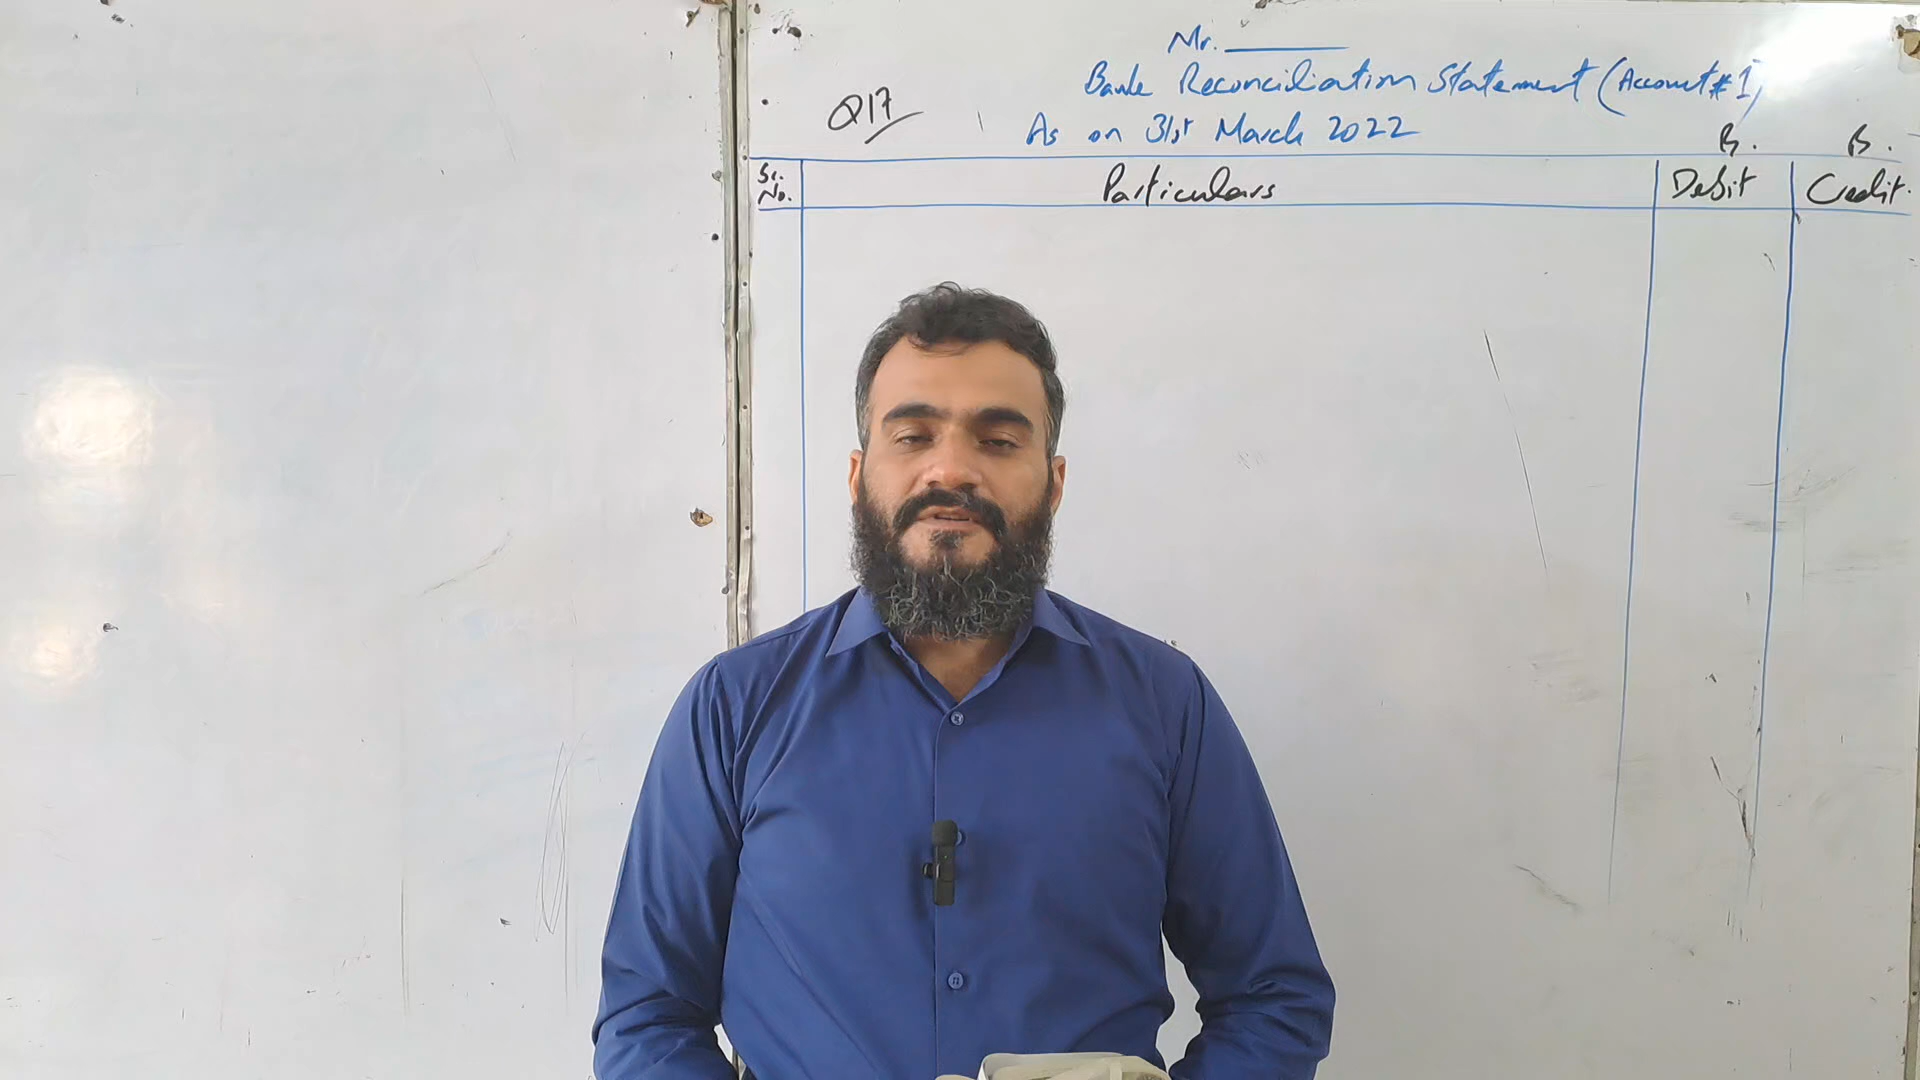 Mr. ______
Bank Reconciliation Statement (Account # 1)
Q17
As on 31st March 2022
Rs. Rs.
Sr. No. Particulars Debit Credit.